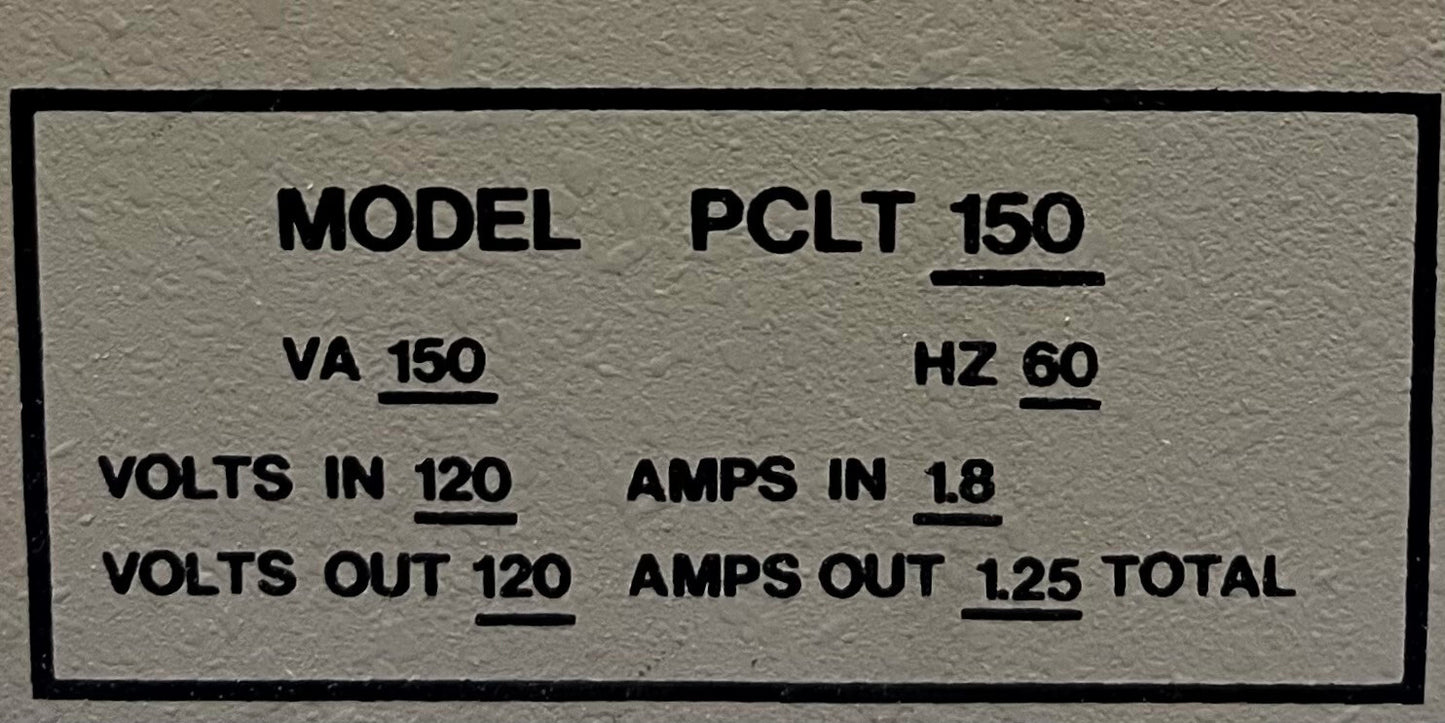 MODEL PCLT 150
VA 150 HZ 60
VOLTS IN 120 AMPS IN 1.8
VOLTS OUT 120 AMPS OUT 1.25 TOTAL